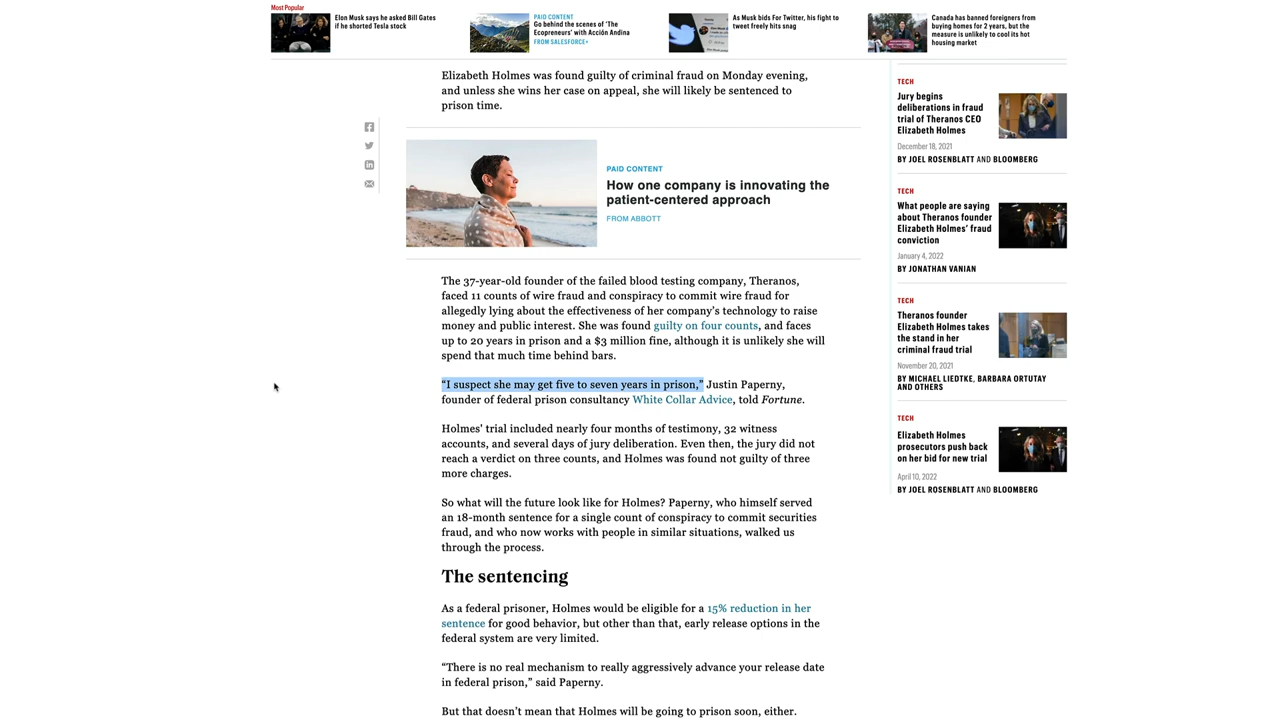 Most Popular
Elon Musk says he asked Bill Gates
if he shorted Tesla stock
PAID CONTENT
Go behind the scenes of 'The
Ecopreneurs' with Acción Andina
FROM SALESFORCE+
As Musk bids For Twitter, his fight to
tweet freely hits snag
Canada has banned foreigners from
buying homes for 2 years, but the
measure is unlikely to cool its hot
housing market
Elizabeth Holmes was found guilty of criminal fraud on Monday evening,
and unless she wins her case on appeal, she will likely be sentenced to
prison time.
PAID CONTENT
How one company is innovating the
patient-centered approach
FROM ABBOTT
The 37-year-old founder of the failed blood testing company, Theranos,
faced 11 counts of wire fraud and conspiracy to commit wire fraud for
allegedly lying about the effectiveness of her company's technology to raise
money and public interest. She was found guilty on four counts, and faces
up to 20 years in prison and a $3 million fine, although it is unlikely she will
spend that much time behind bars.
“I suspect she may get five to seven years in prison,” Justin Paperny,
founder of federal prison consultancy White Collar Advice, told Fortune.
Holmes' trial included nearly four months of testimony, 32 witness
accounts, and several days of jury deliberation. Even then, the jury did not
reach a verdict on three counts, and Holmes was found not guilty of three
more charges.
So what will the future look like for Holmes? Paperny, who himself served
an 18-month sentence for a single count of conspiracy to commit securities
fraud, and who now works with people in similar situations, walked us
through the process.
The sentencing
As a federal prisoner, Holmes would be eligible for a 15% reduction in her
sentence for good behavior, but other than that, early release options in the
federal system are very limited.
“There is no real mechanism to really aggressively advance your release date
in federal prison,” said Paperny.
But that doesn't mean that Holmes will be going to prison soon, either.
TECH
Jury begins
deliberations in fraud
trial of Theranos CEO
Elizabeth Holmes
December 18, 2021
BY JOEL ROSENBLATT AND BLOOMBERG
TECH
What people are saying
about Theranos founder
Elizabeth Holmes' fraud
conviction
January 4, 2022
BY JONATHAN VANIAN
TECH
Theranos founder
Elizabeth Holmes takes
the stand in her
criminal fraud trial
November 20, 2021
BY MICHAEL LIEDTKE, BARBARA ORTUTAY
AND OTHERS
TECH
Elizabeth Holmes
prosecutors push back
on her bid for new trial
April 10, 2022
BY JOEL ROSENBLATT AND BLOOMBERG